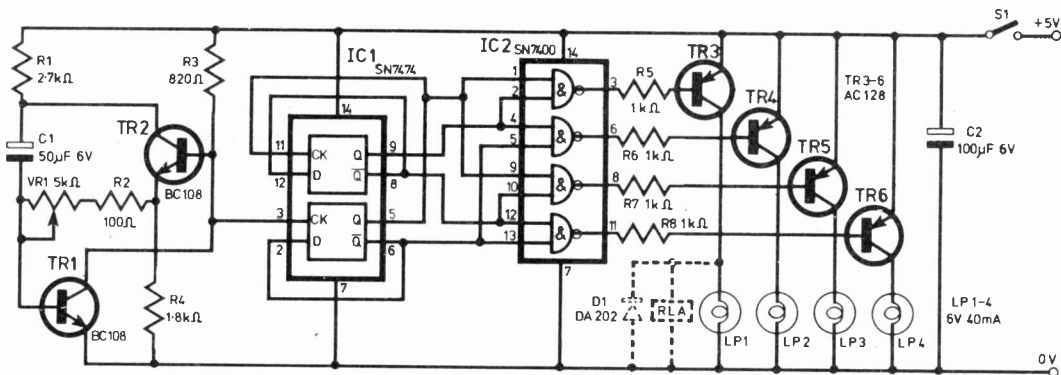 S1
+5V
R1
2·7kΩ
R3
820Ω
C1
50µF 6V
TR2
BC108
VR1 5kΩ
R2
100Ω
TR1
BC108
R4
1·8kΩ
IC1
SN7474
14
11
CK
Q
9
12
D
Q̅
8
3
CK
Q
5
2
D
Q̅
6
7
IC2
SN7400
14
1
2
&
3
4
5
&
6
9
10
&
8
12
13
&
11
7
R5
1kΩ
R6 1kΩ
R7 1kΩ
R8 1kΩ
TR3
TR4
TR5
TR6
TR3-6
AC128
C2
100µF 6V
D1
DA202
RLA
LP1
LP2
LP3
LP4
LP1-4
6V 40mA
0V